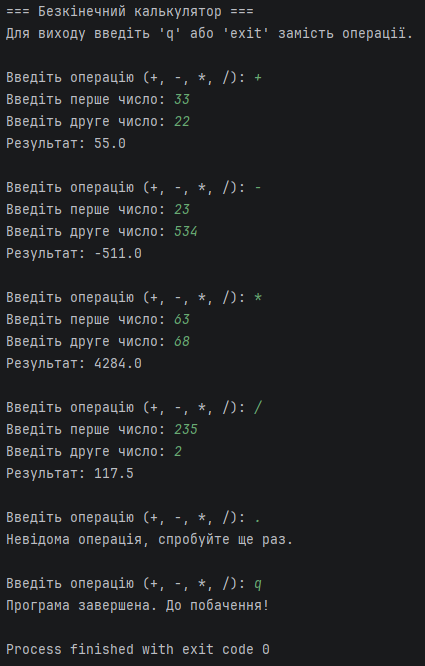 === Безкінечний калькулятор ===
Для виходу введіть 'q' або 'exit' замість операції.
Введіть операцію (+, -, *, /): +
Введіть перше число: 33
Введіть друге число: 22
Результат: 55.0
Введіть операцію (+, -, *, /): -
Введіть перше число: 23
Введіть друге число: 534
Результат: -511.0
Введіть операцію (+, -, *, /): *
Введіть перше число: 63
Введіть друге число: 68
Результат: 4284.0
Введіть операцію (+, -, *, /): /
Введіть перше число: 235
Введіть друге число: 2
Результат: 117.5
Введіть операцію (+, -, *, /): .
Невідома операція, спробуйте ще раз.
Введіть операцію (+, -, *, /): q
Програма завершена. До побачення!
Process finished with exit code 0